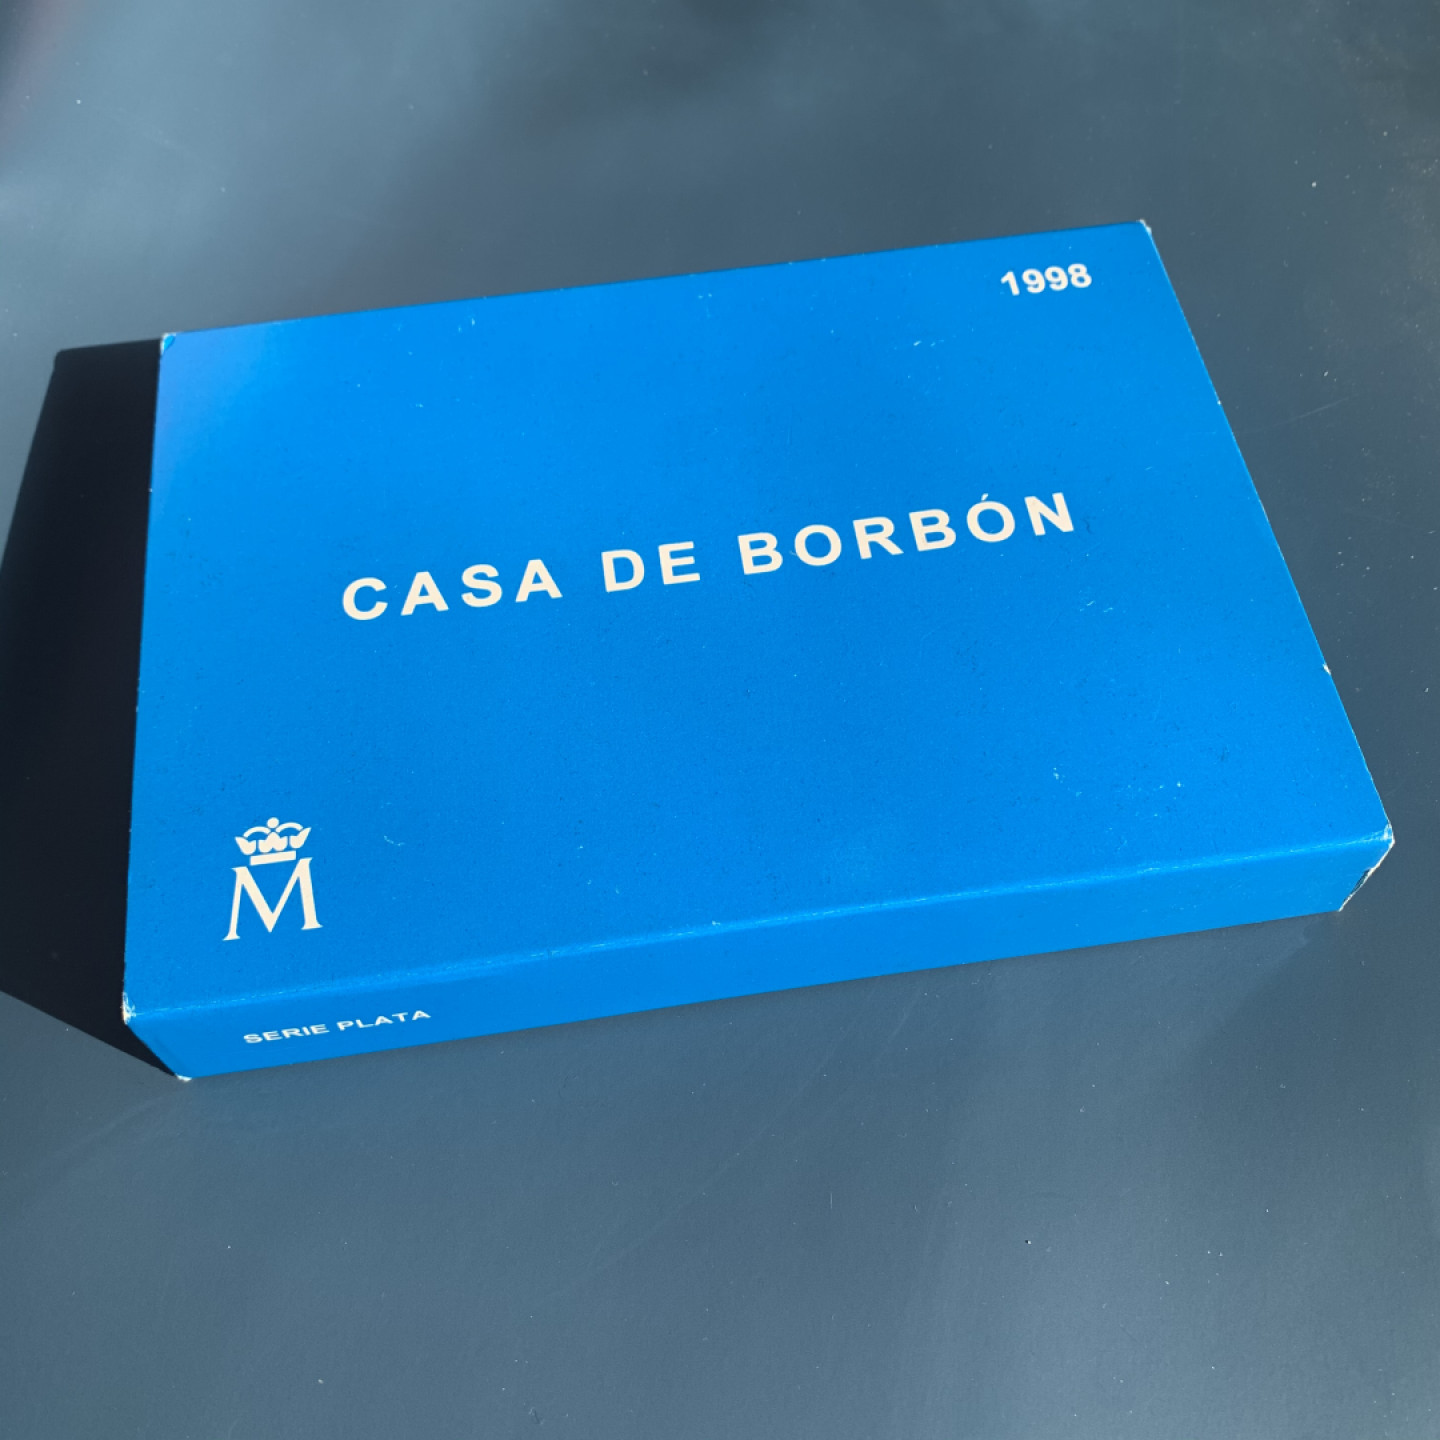 1998
CASA DE BORBÓN
M
SERIE PLATA